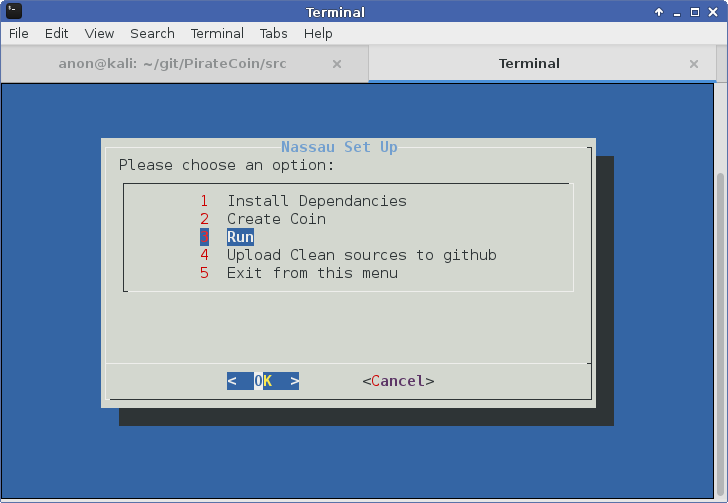 Terminal
File Edit View Search Terminal Tabs Help
anon@kali: ~/git/PirateCoin/src × Terminal ×
Nassau Set Up
Please choose an option:
1 Install Dependancies
2 Create Coin
3 Run
4 Upload Clean sources to github
5 Exit from this menu
< OK > <Cancel>